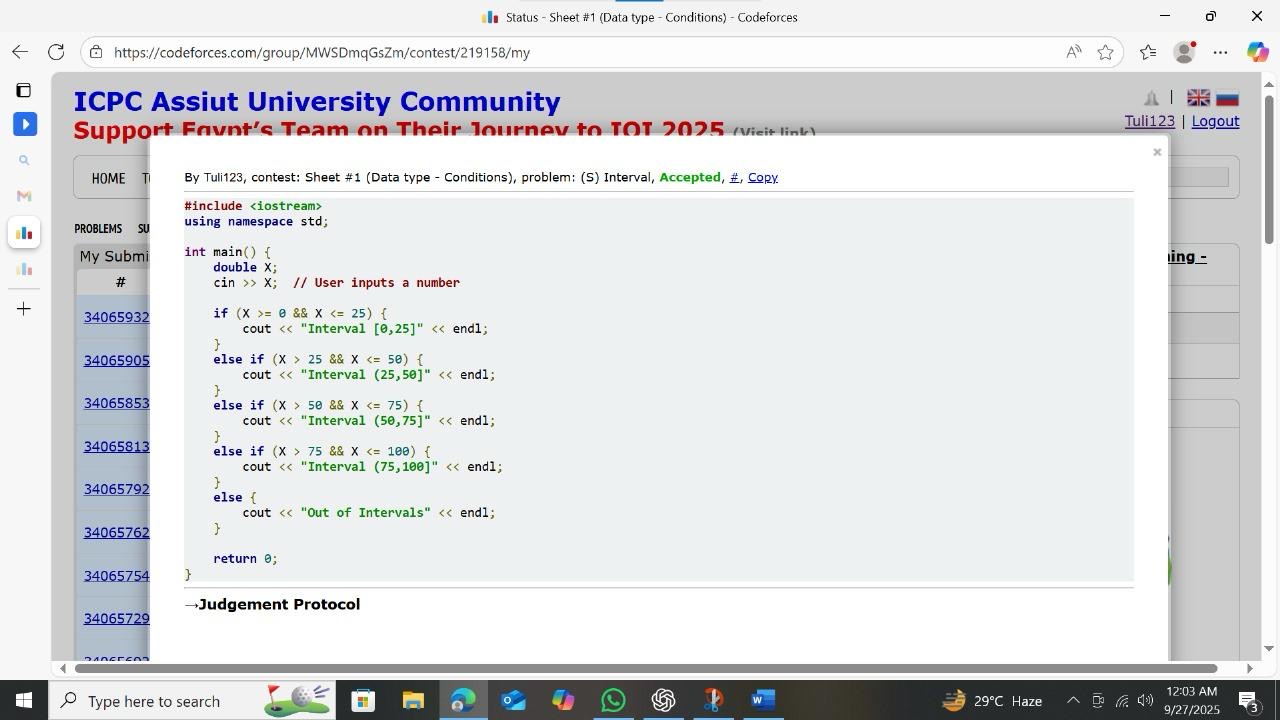 Status - Sheet #1 (Data type - Conditions) - Codeforces
https://codeforces.com/group/MWSDmqGsZm/contest/219158/my
ICPC Assiut University Community
Support Egypt's Team on Their Journey to IOI 2025 (Visit link)
Tuli123 | Logout
HOME
By Tuli123, contest: Sheet #1 (Data type - Conditions), problem: (S) Interval, Accepted, #, Copy
PROBLEMS SU
My Submi
ing -
#
34065932
34065905
34065853
34065813
34065792
34065762
34065754
34065729
#include <iostream>
using namespace std;
int main() {
double X;
cin >> X;  // User inputs a number
if (X >= 0 && X <= 25) {
cout << "Interval [0,25]" << endl;
}
else if (X > 25 && X <= 50) {
cout << "Interval (25,50]" << endl;
}
else if (X > 50 && X <= 75) {
cout << "Interval (50,75]" << endl;
}
else if (X > 75 && X <= 100) {
cout << "Interval (75,100]" << endl;
}
else {
cout << "Out of Intervals" << endl;
}
return 0;
}
→Judgement Protocol
Type here to search
29°C Haze
12:03 AM
9/27/2025
3